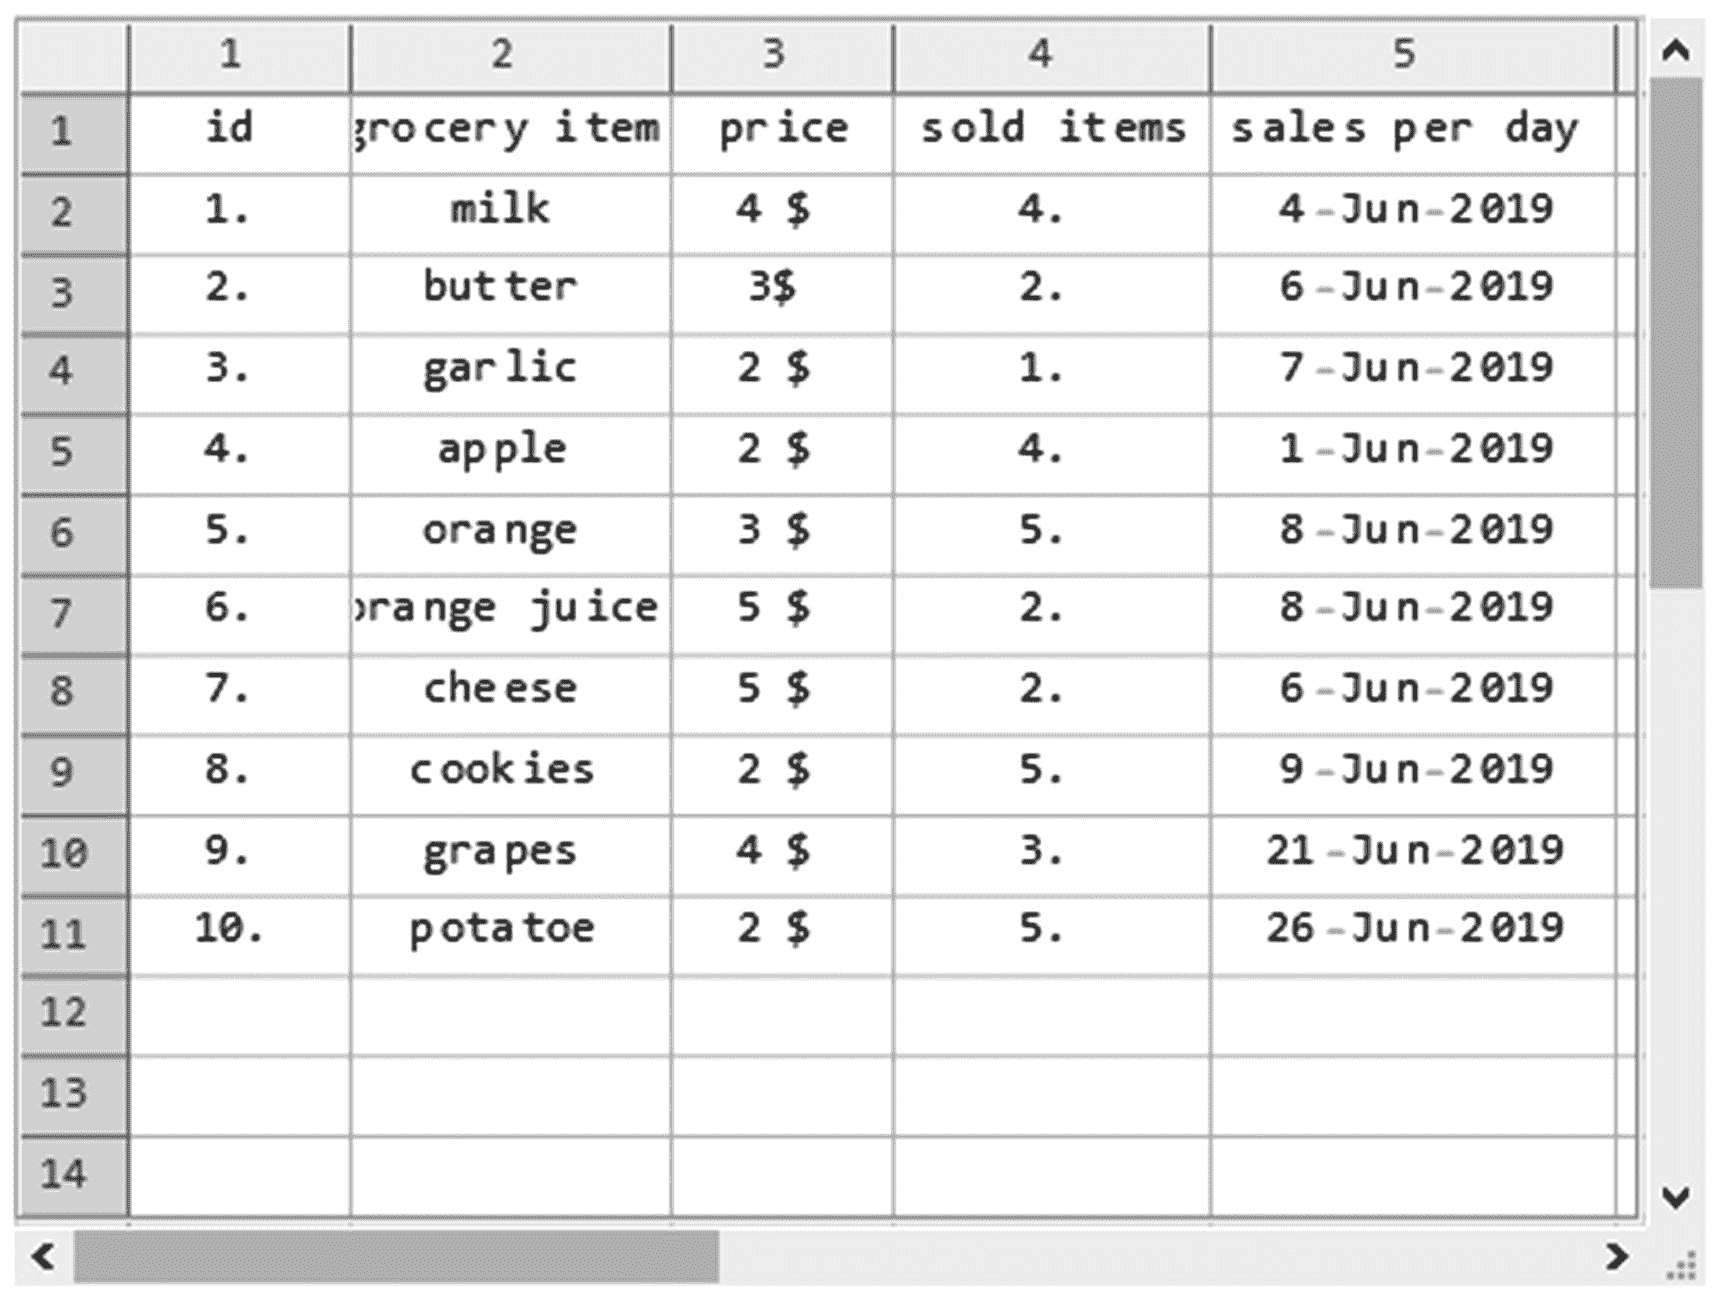 1 2 3 4 5
1 id grocery item price sold items sales per day
2 1. milk 4 $ 4. 4-Jun-2019
3 2. butter 3$ 2. 6-Jun-2019
4 3. garlic 2 $ 1. 7-Jun-2019
5 4. apple 2 $ 4. 1-Jun-2019
6 5. orange 3 $ 5. 8-Jun-2019
7 6. orange juice 5 $ 2. 8-Jun-2019
8 7. cheese 5 $ 2. 6-Jun-2019
9 8. cookies 2 $ 5. 9-Jun-2019
10 9. grapes 4 $ 3. 21-Jun-2019
11 10. potatoe 2 $ 5. 26-Jun-2019
12
13
14